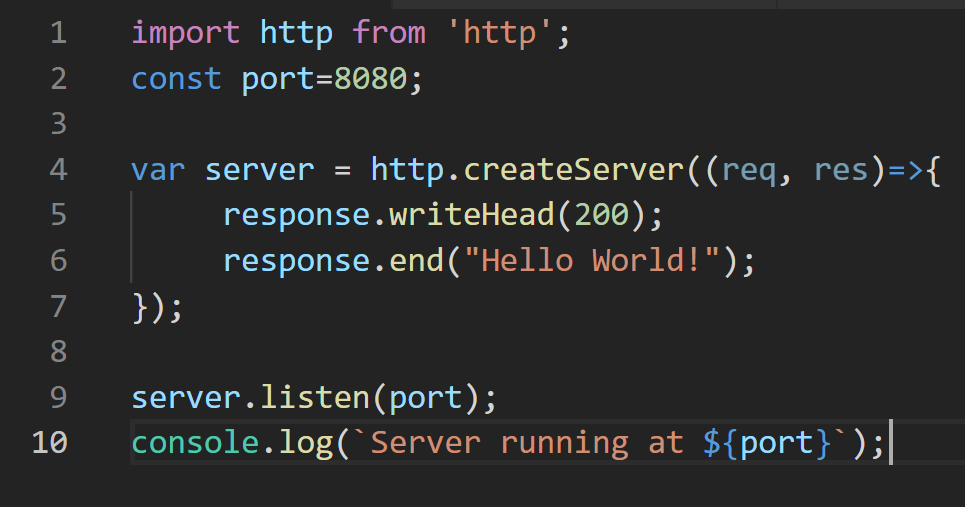 1 import http from 'http';
2 const port=8080;
3
4 var server = http.createServer((req, res)=>{
5     response.writeHead(200);
6     response.end("Hello World!");
7 });
8
9 server.listen(port);
10 console.log(`Server running at ${port}`);